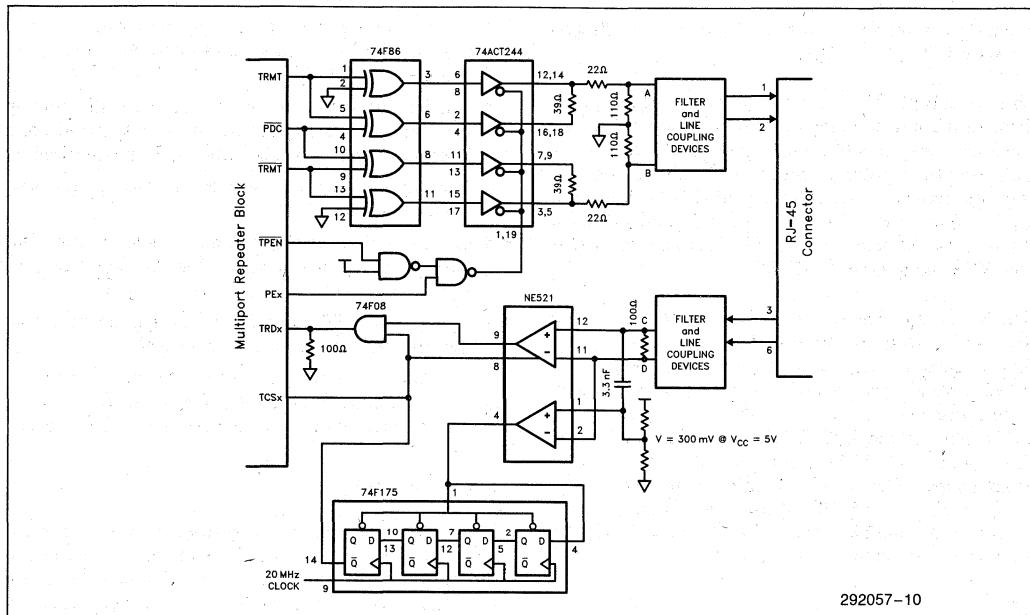 74F86
74ACT244
TRMT
1
2
3
6
8
12,14
22Ω
A
39Ω
110Ω
FILTER
and
LINE
COUPLING
DEVICES
1
2
5
4
6
2
4
16,18
PDC
10
9
8
11
13
7,9
110Ω
B
39Ω
TRMT
13
12
11
15
17
3,5
22Ω
1,19
TPEN
PEx
Multiport Repeater Block
RJ-45
Connector
74F08
NE521
TRDx
100Ω
9
8
12
11
100Ω
C
D
FILTER
and
LINE
COUPLING
DEVICES
3
6
TCSx
3.3 nF
4
1
2
V = 300 mV @ VCC = 5V
+
-
+
-
74F175
1
Q D
Q
10
13
Q D
Q
7
12
Q D
Q
2
5
Q D
Q
4
14
20 MHz
CLOCK
9
292057-10